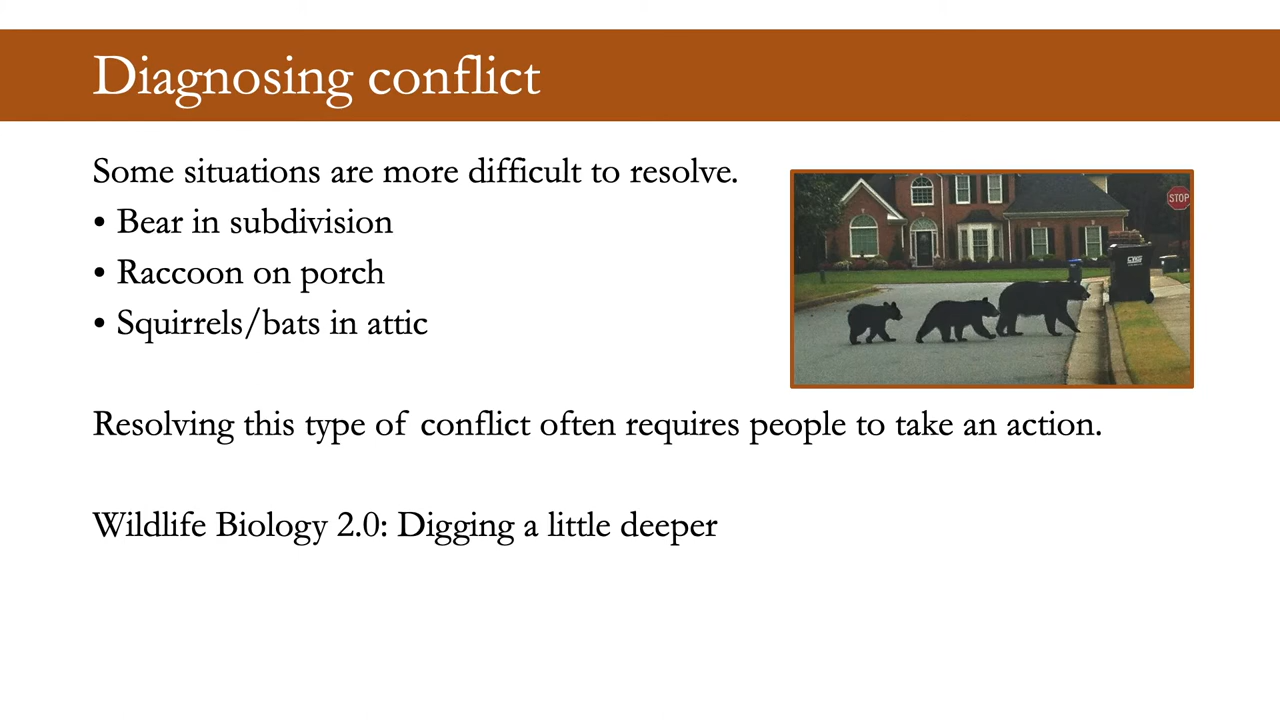 Diagnosing conflict
Some situations are more difficult to resolve.
• Bear in subdivision
• Raccoon on porch
• Squirrels/bats in attic
STOP
Resolving this type of conflict often requires people to take an action.
Wildlife Biology 2.0: Digging a little deeper